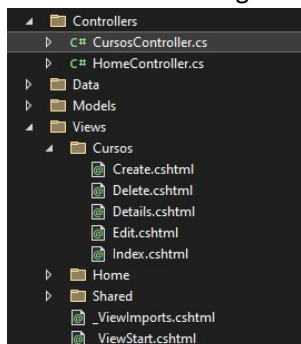 Controllers
C# CursosController.cs
C# HomeController.cs
Data
Models
Views
Cursos
@ Create.cshtml
@ Delete.cshtml
@ Details.cshtml
@ Edit.cshtml
@ Index.cshtml
Home
Shared
@ _ViewImports.cshtml
@ _ViewStart.cshtml